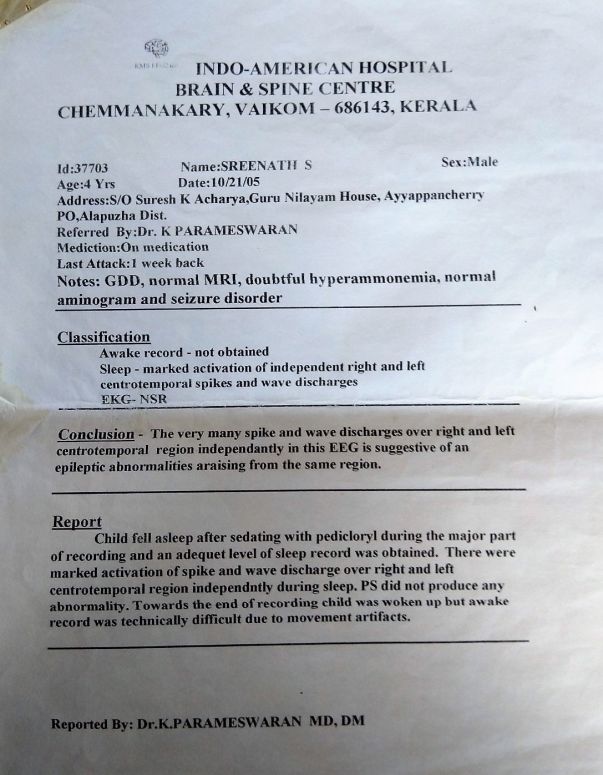 INDO-AMERICAN HOSPITAL
BRAIN & SPINE CENTRE
CHEMMANAKARY, VAIKOM – 686143, KERALA
Id:37703 Name:SREENATH S Sex:Male
Age:4 Yrs Date:10/21/05
Address:S/O Suresh K Acharya,Guru Nilayam House, Ayyappancherry
PO,Alapuzha Dist.
Referred By:Dr. K PARAMESWARAN
Mediction:On medication
Last Attack:1 week back
Notes: GDD, normal MRI, doubtful hyperammonemia, normal
aminogram and seizure disorder
Classification
Awake record - not obtained
Sleep - marked activation of independent right and left
centrotemporal spikes and wave discharges
EKG- NSR
Conclusion - The very many spike and wave discharges over right and left
centrotemporal region independantly in this EEG is suggestive of an
epileptic abnormalities araising from the same region.
Report
Child fell asleep after sedating with pedicloryl during the major part
of recording and an adequet level of sleep record was obtained. There were
marked activation of spike and wave discharge over right and left
centrotemporal region independntly during sleep. PS did not produce any
abnormality. Towards the end of recording child was woken up but awake
record was technically difficult due to movement artifacts.
Reported By: Dr.K.PARAMESWARAN MD, DM